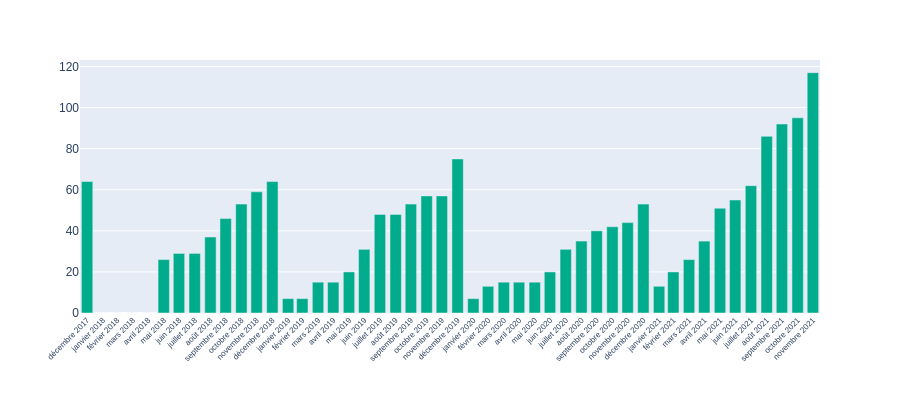 120
100
80
60
40
20
0
décembre 2017
janvier 2018
février 2018
mars 2018
avril 2018
mai 2018
juin 2018
juillet 2018
août 2018
septembre 2018
octobre 2018
novembre 2018
décembre 2018
janvier 2019
février 2019
mars 2019
avril 2019
mai 2019
juin 2019
juillet 2019
août 2019
septembre 2019
octobre 2019
novembre 2019
décembre 2019
janvier 2020
février 2020
mars 2020
avril 2020
mai 2020
juin 2020
juillet 2020
août 2020
septembre 2020
octobre 2020
novembre 2020
décembre 2020
janvier 2021
février 2021
mars 2021
avril 2021
mai 2021
juin 2021
juillet 2021
août 2021
septembre 2021
octobre 2021
novembre 2021